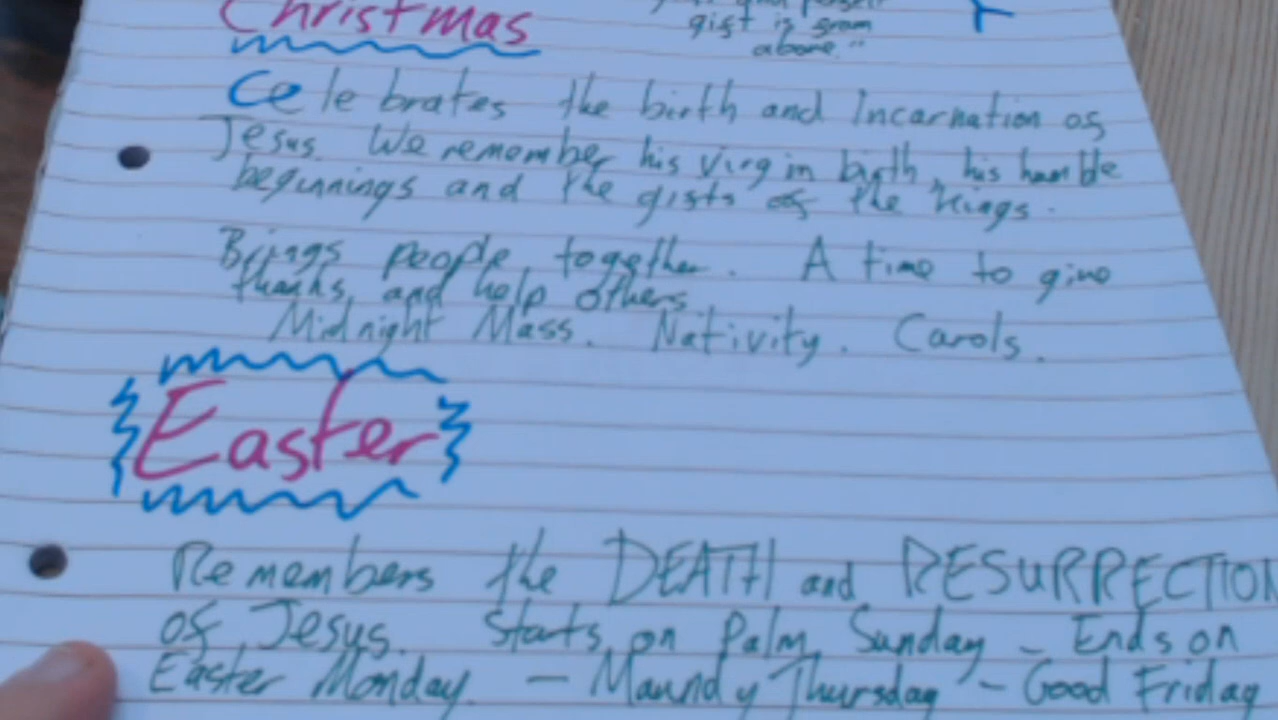 Christmas
gift is from
above."
Celebrates the birth and Incarnation of
Jesus. We remember his virgin birth, his humble
beginnings and the gifts of the kings.
Brings people together. A time to give
thanks, and help others.
Midnight Mass. Nativity. Carols.
Easter
Remembers the DEATH and RESURRECTION
of Jesus. Starts on Palm Sunday - Ends on
Easter Monday. - Maundy Thursday - Good Friday